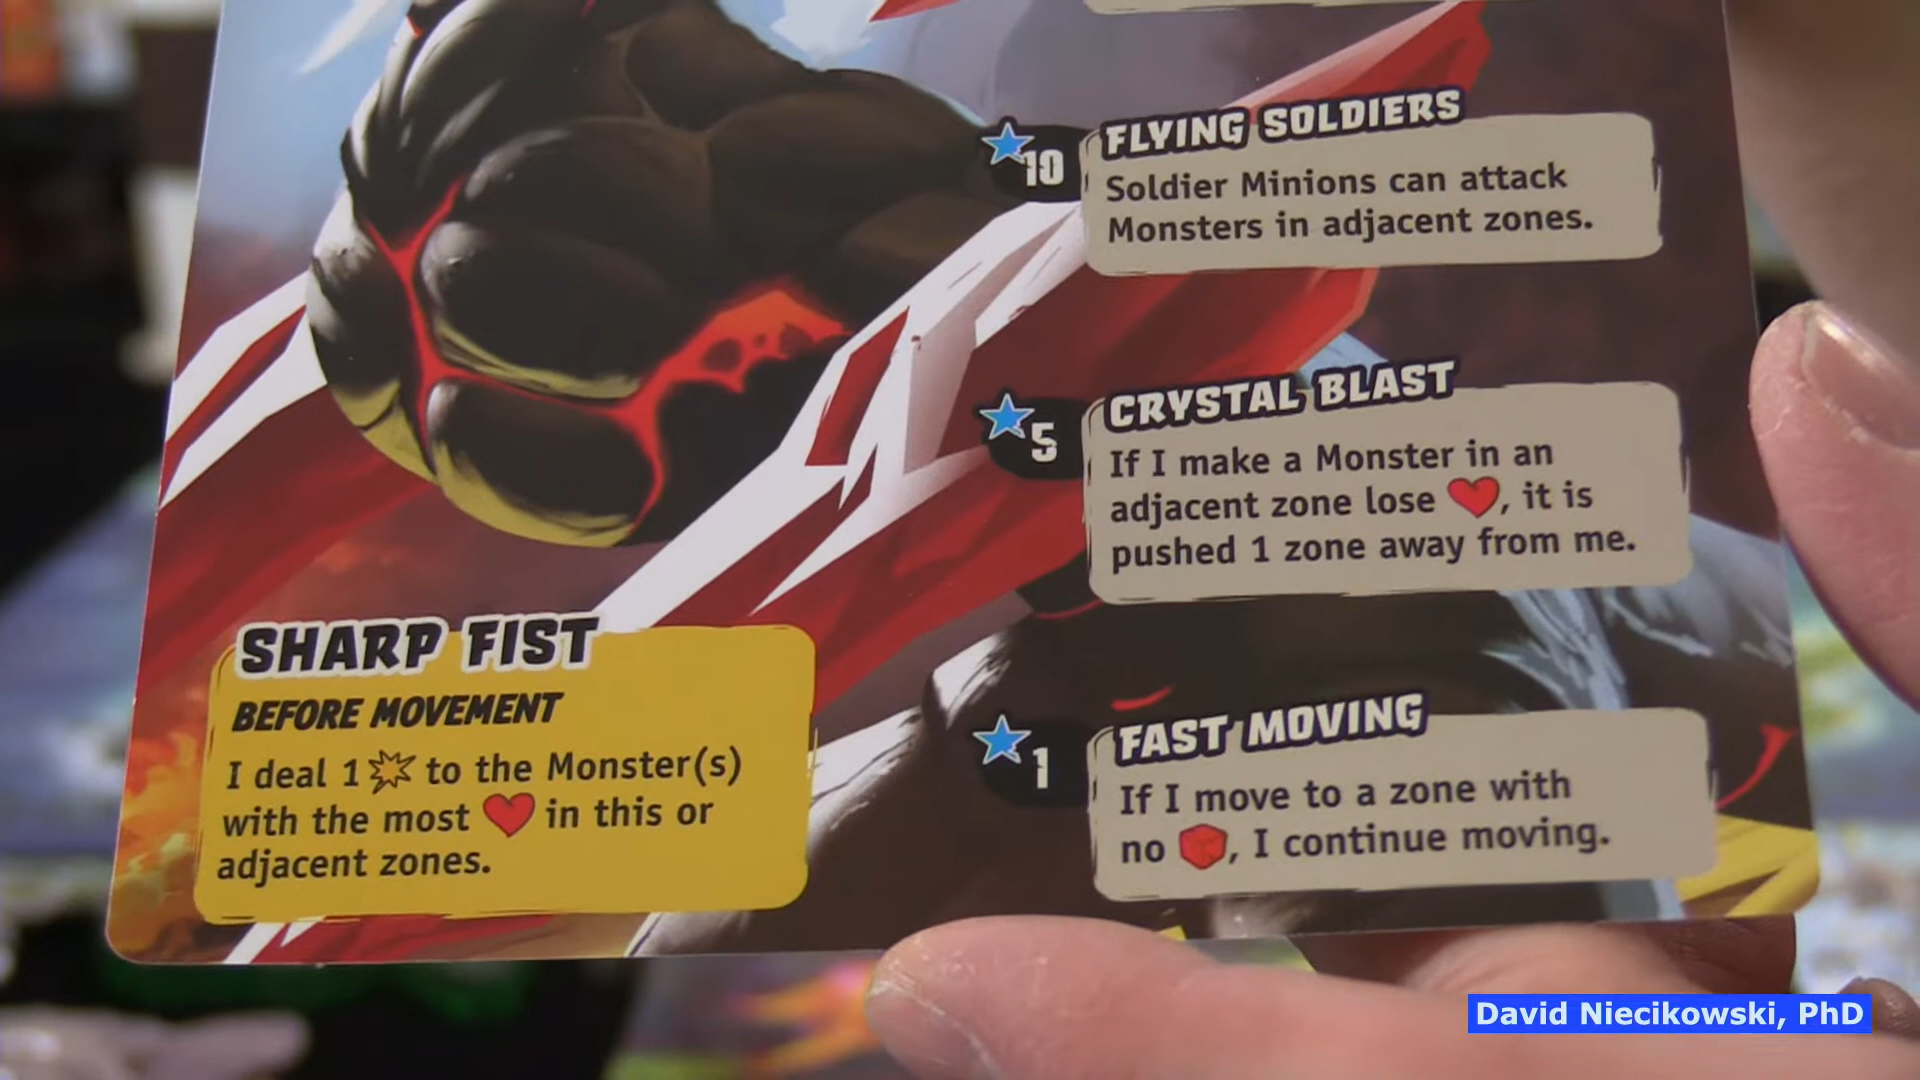 10
FLYING SOLDIERS
Soldier Minions can attack
Monsters in adjacent zones.
5
CRYSTAL BLAST
If I make a Monster in an
adjacent zone lose ❤, it is
pushed 1 zone away from me.
SHARP FIST
BEFORE MOVEMENT
I deal 1 to the Monster(s)
with the most ❤ in this or
adjacent zones.
1
FAST MOVING
If I move to a zone with
no , I continue moving.
David Niecikowski, PhD